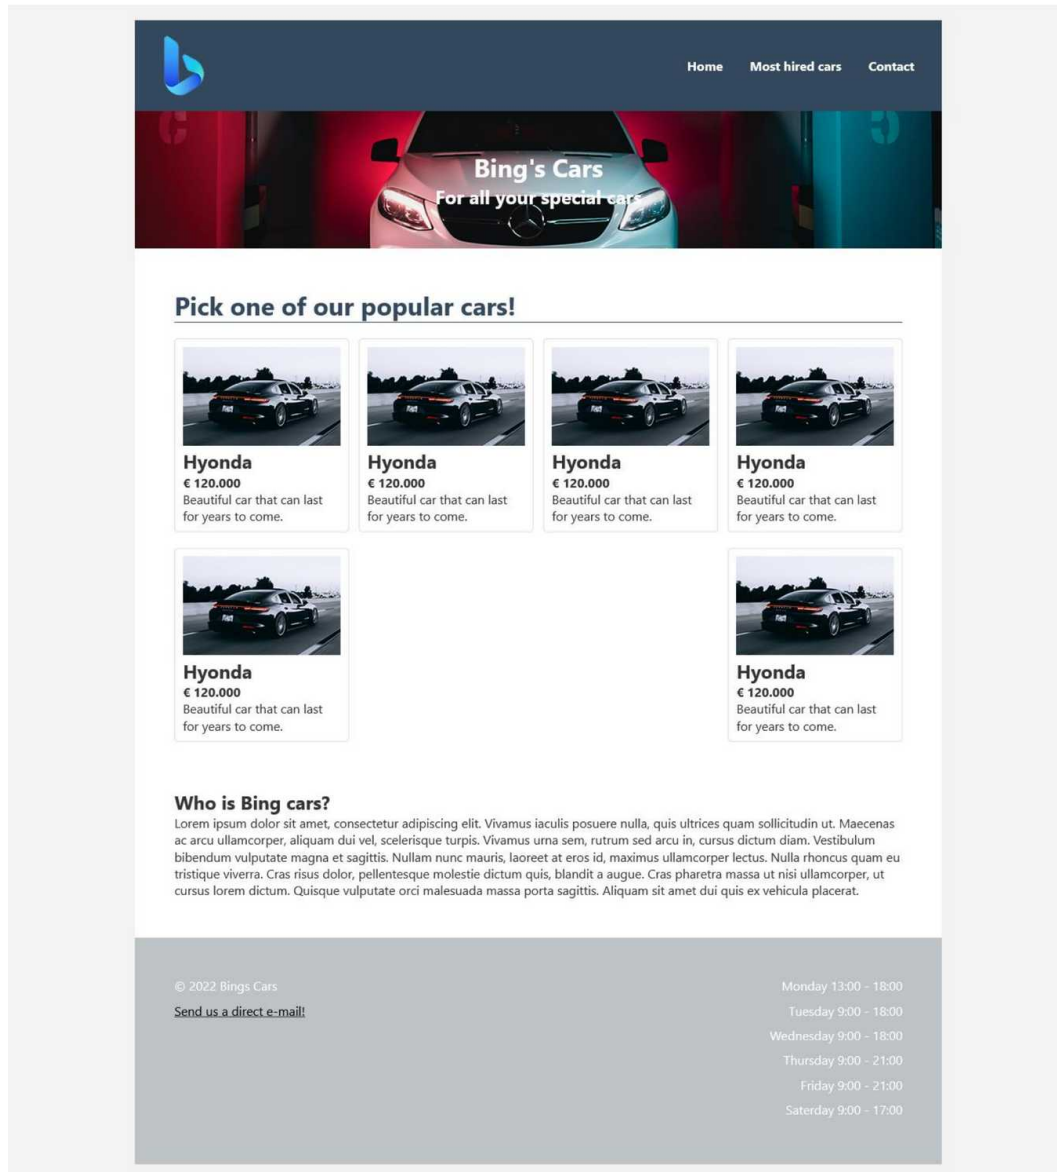 Home Most hired cars Contact
Bing's Cars
For all your special cars
Pick one of our popular cars!
Hyonda
€ 120.000
Beautiful car that can last
for years to come.
Hyonda
€ 120.000
Beautiful car that can last
for years to come.
Hyonda
€ 120.000
Beautiful car that can last
for years to come.
Hyonda
€ 120.000
Beautiful car that can last
for years to come.
Hyonda
€ 120.000
Beautiful car that can last
for years to come.
Hyonda
€ 120.000
Beautiful car that can last
for years to come.
Who is Bing cars?
Lorem ipsum dolor sit amet, consectetur adipiscing elit. Vivamus iaculis posuere nulla, quis ultrices quam sollicitudin ut. Maecenas
ac arcu ullamcorper, aliquam dui vel, scelerisque turpis. Vivamus urna sem, rutrum sed arcu in, cursus dictum diam. Vestibulum
bibendum vulputate magna et sagittis. Nullam nunc mauris, laoreet at eros id, maximus ullamcorper lectus. Nulla rhoncus quam eu
tristique viverra. Cras risus dolor, pellentesque molestie dictum quis, blandit a augue. Cras pharetra massa ut nisi ullamcorper, ut
cursus lorem dictum. Quisque vulputate orci malesuada massa porta sagittis. Aliquam sit amet dui quis ex vehicula placerat.
© 2022 Bings Cars
Send us a direct e-mail!
Monday 13:00 - 18:00
Tuesday 9:00 - 18:00
Wednesday 9:00 - 18:00
Thursday 9:00 - 21:00
Friday 9:00 - 21:00
Saterday 9:00 - 17:00